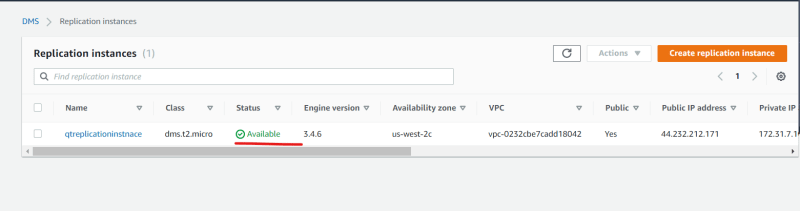 DMS > Replication instances
Replication instances (1)
Actions
Create replication instance
Find replication instance
1
Name Class Status Engine version Availability zone VPC Public Public IP address Private IP
qtreplicationinstnace dms.t2.micro Available 3.4.6 us-west-2c vpc-0232cbe7cadd18042 Yes 44.232.212.171 172.31.7.1